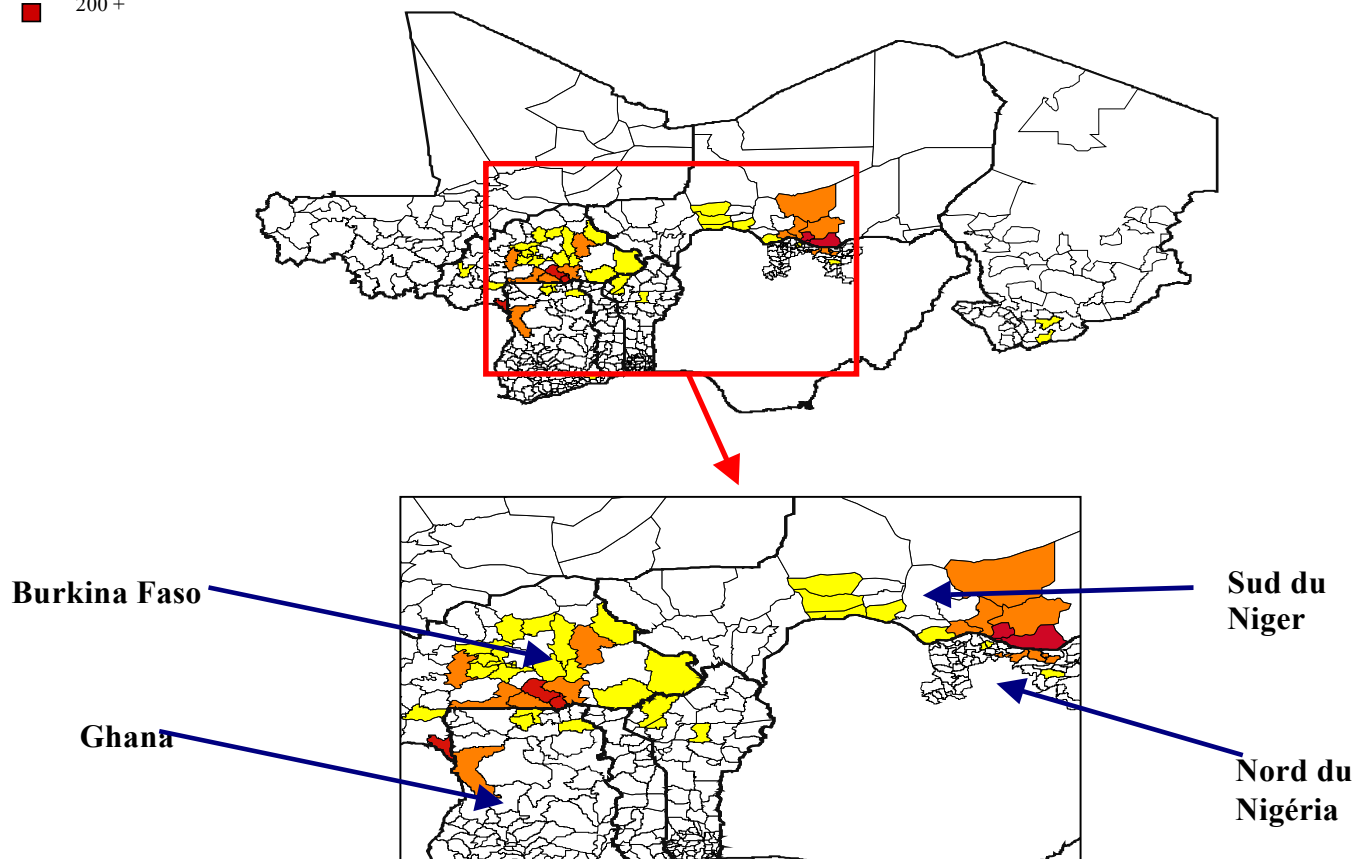 200 +
Burkina Faso
Sud du
Niger
Ghana
Nord du
Nigéria